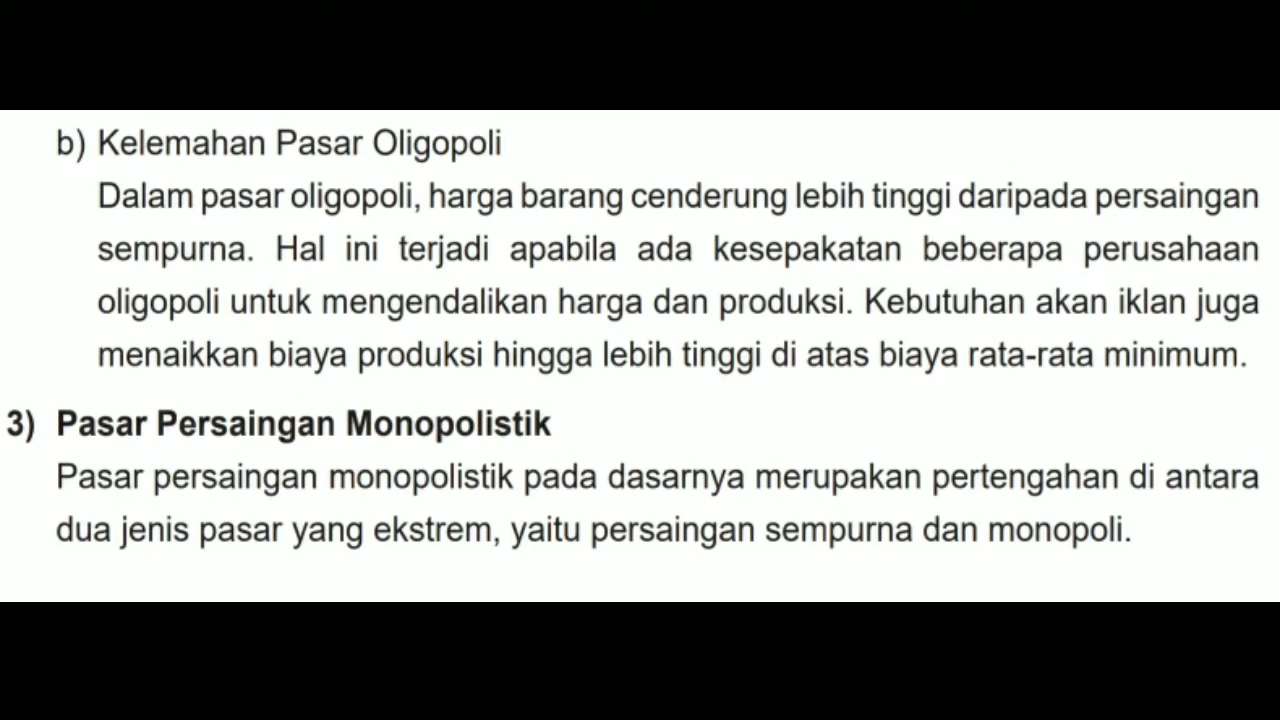 b) Kelemahan Pasar Oligopoli
Dalam pasar oligopoli, harga barang cenderung lebih tinggi daripada persaingan
sempurna. Hal ini terjadi apabila ada kesepakatan beberapa perusahaan
oligopoli untuk mengendalikan harga dan produksi. Kebutuhan akan iklan juga
menaikkan biaya produksi hingga lebih tinggi di atas biaya rata-rata minimum.
3) Pasar Persaingan Monopolistik
Pasar persaingan monopolistik pada dasarnya merupakan pertengahan di antara
dua jenis pasar yang ekstrem, yaitu persaingan sempurna dan monopoli.